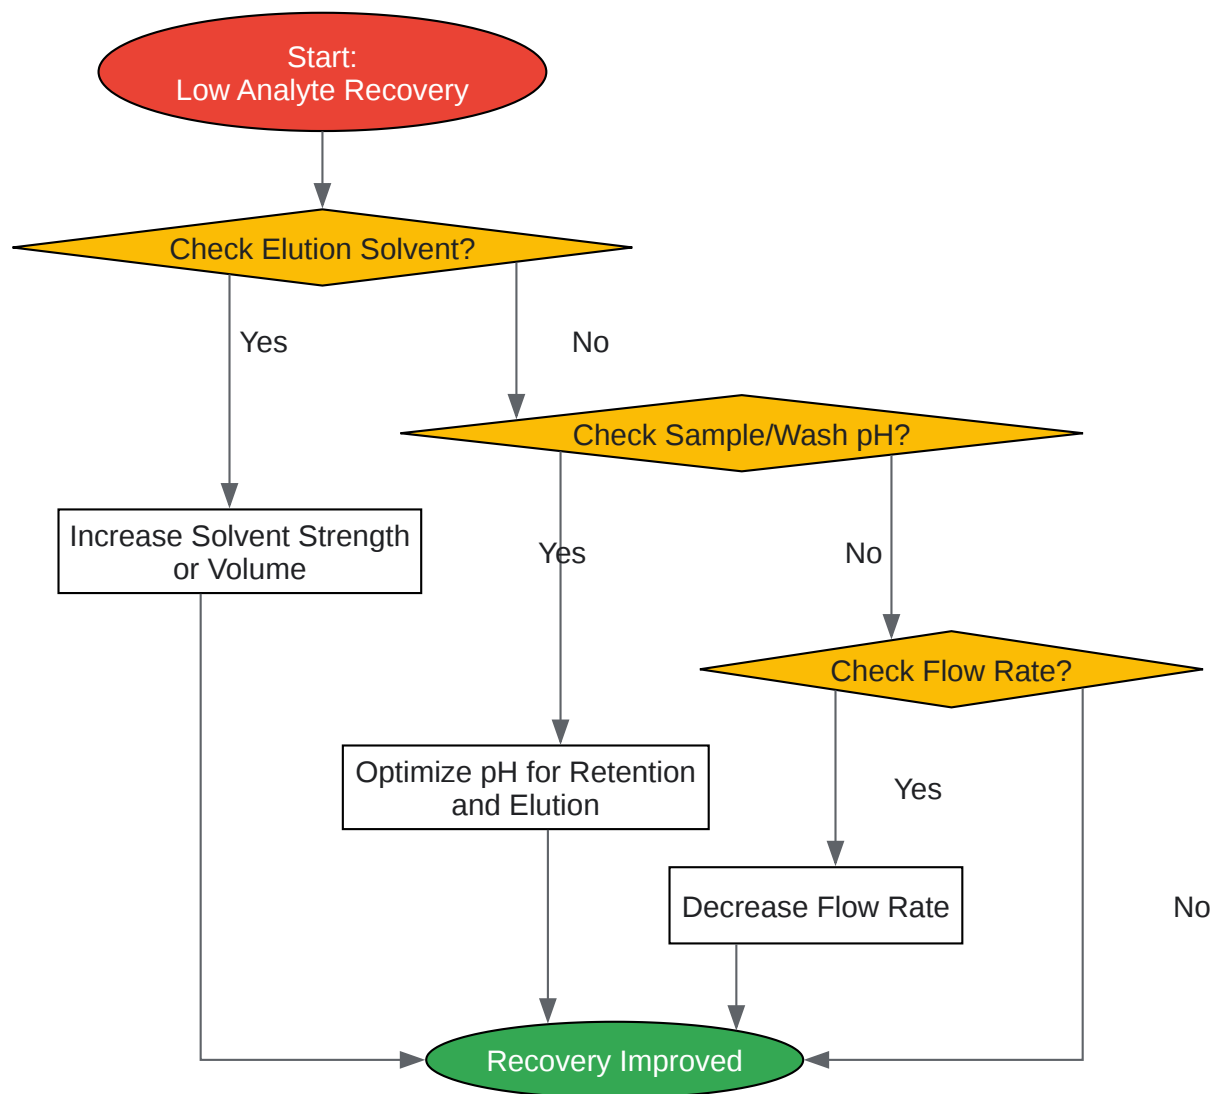 Start:
Low Analyte Recovery
Check Elution Solvent?
Yes
No
Check Sample/Wash pH?
Increase Solvent Strength
or Volume
Yes
No
Check Flow Rate?
Optimize pH for Retention
and Elution
Yes
Decrease Flow Rate
No
Recovery Improved